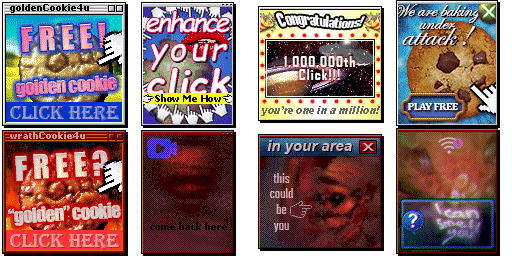 goldenCookie4u
FREE!
golden cookie
CLICK HERE
enhance
your
click
Show Me How
Congratulations!
1,000,000th
Click!!!
you're one in a million!
We are baking
under
attack!
PLAY FREE
wrathCookie4u
FREE?
"golden" cookie
CLICK HERE
come back here
in your area
this
could
be
you
?
I can